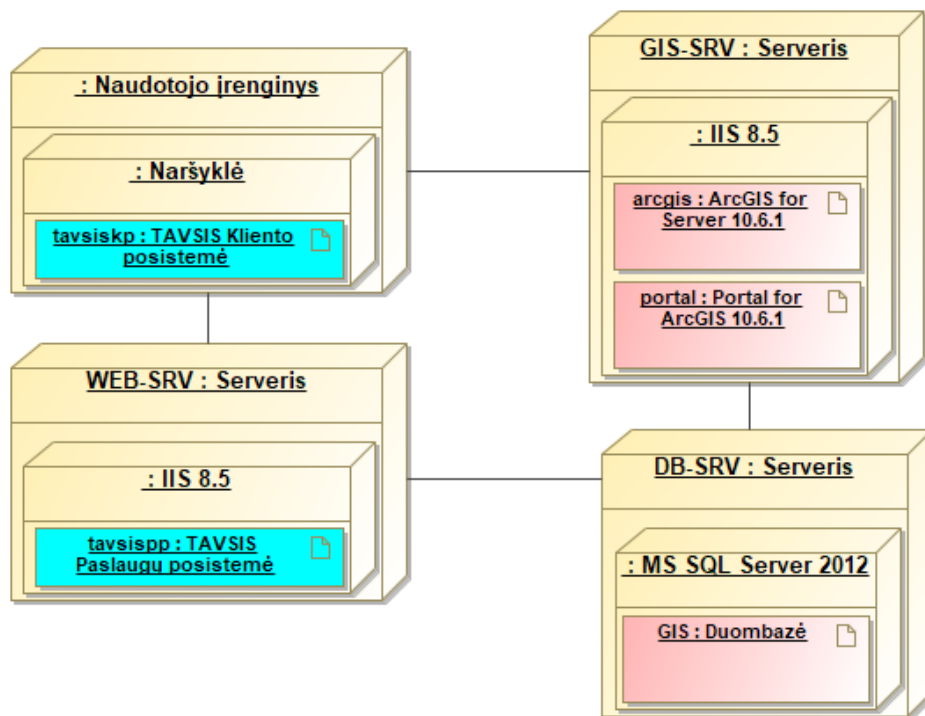 : Naudotojo įrenginys
: Naršyklė
tavsiskp : TAVSIS Kliento
posistemė
GIS-SRV : Serveris
: IIS 8.5
arcgis : ArcGIS for
Server 10.6.1
portal : Portal for
ArcGIS 10.6.1
WEB-SRV : Serveris
: IIS 8.5
tavsispp : TAVSIS
Paslaugų posistemė
DB-SRV : Serveris
: MS SQL Server 2012
GIS : Duombazė